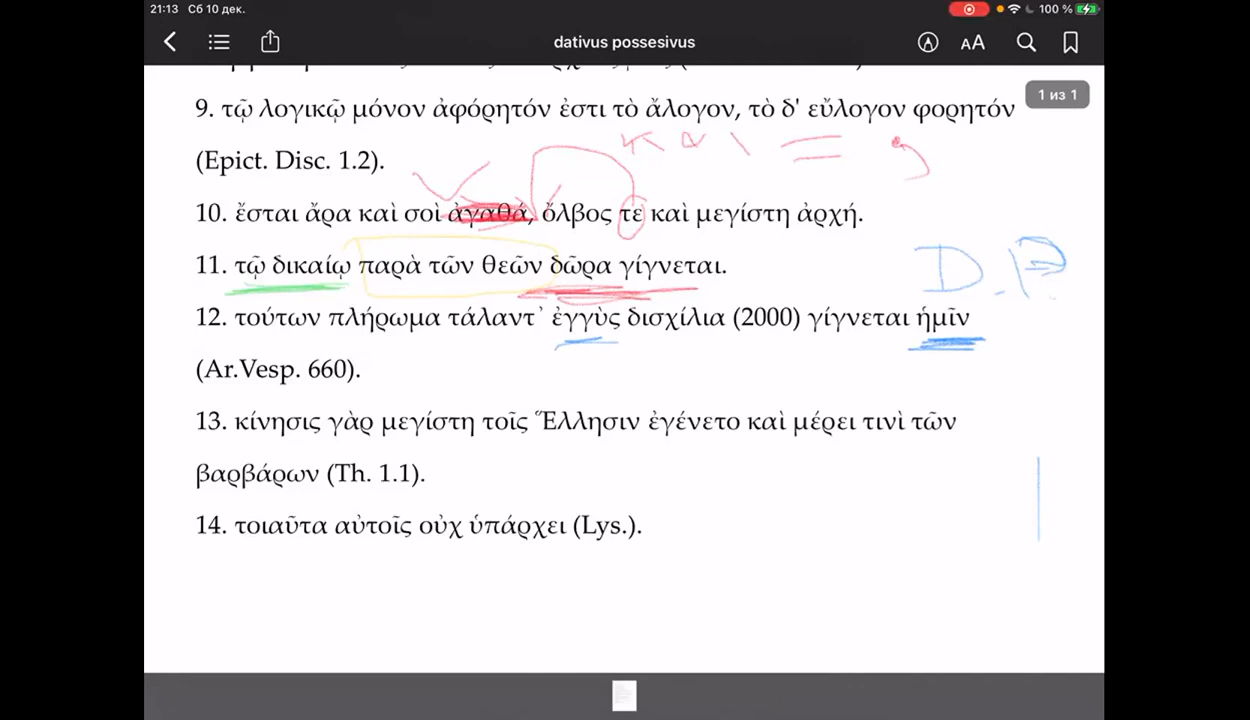 21:13 Сб 10 дек. 100 %
dativus possesivus
AA
1 из 1
9. τῷ λογικῷ μόνον ἀφόρητόν ἐστι τὸ ἄλογον, τὸ δ' εὔλογον φορητόν
(Epict. Disc. 1.2).
και = ,
10. ἔσται ἄρα καὶ σοὶ ἀγαθά, ὄλβος τε καὶ μεγίστη ἀρχή.
11. τῷ δικαίῳ παρὰ τῶν θεῶν δῶρα γίγνεται.
D.P.
12. τούτων πλήρωμα τάλαντ᾽ ἐγγὺς δισχίλια (2000) γίγνεται ἡμῖν
(Ar.Vesp. 660).
13. κίνησις γὰρ μεγίστη τοῖς Ἕλλησιν ἐγένετο καὶ μέρει τινὶ τῶν
βαρβάρων (Th. 1.1).
14. τοιαῦτα αὐτοῖς οὐχ ὑπάρχει (Lys.).